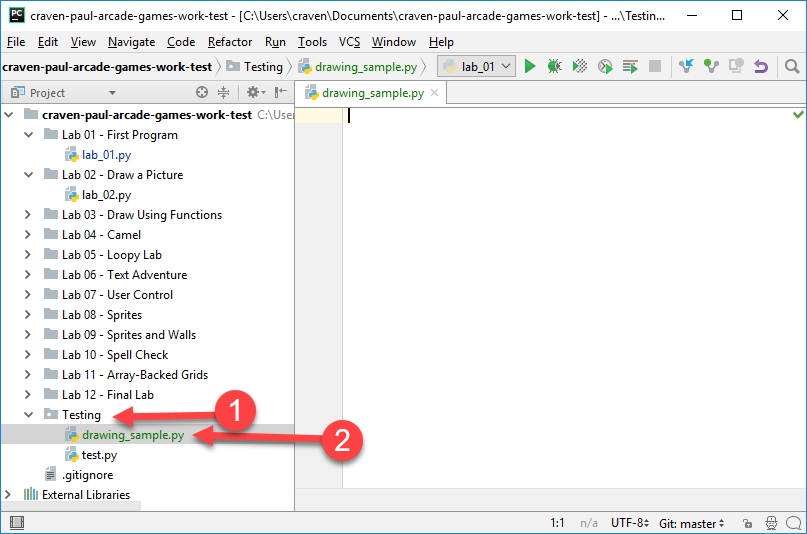 PC craven-paul-arcade-games-work-test - [C:\Users\craven\Documents\craven-paul-arcade-games-work-test] - ...\Testin...
File Edit View Navigate Code Refactor Run Tools VCS Window Help
craven-paul-arcade-games-work-test Testing drawing_sample.py lab_01
Project drawing_sample.py
craven-paul-arcade-games-work-test C:\User
Lab 01 - First Program
lab_01.py
Lab 02 - Draw a Picture
lab_02.py
Lab 03 - Draw Using Functions
Lab 04 - Camel
Lab 05 - Loopy Lab
Lab 06 - Text Adventure
Lab 07 - User Control
Lab 08 - Sprites
Lab 09 - Sprites and Walls
Lab 10 - Spell Check
Lab 11 - Array-Backed Grids
Lab 12 - Final Lab
Testing 1
drawing_sample.py 2
test.py
.gitignore
External Libraries
1:1 n/a UTF-8 Git: master